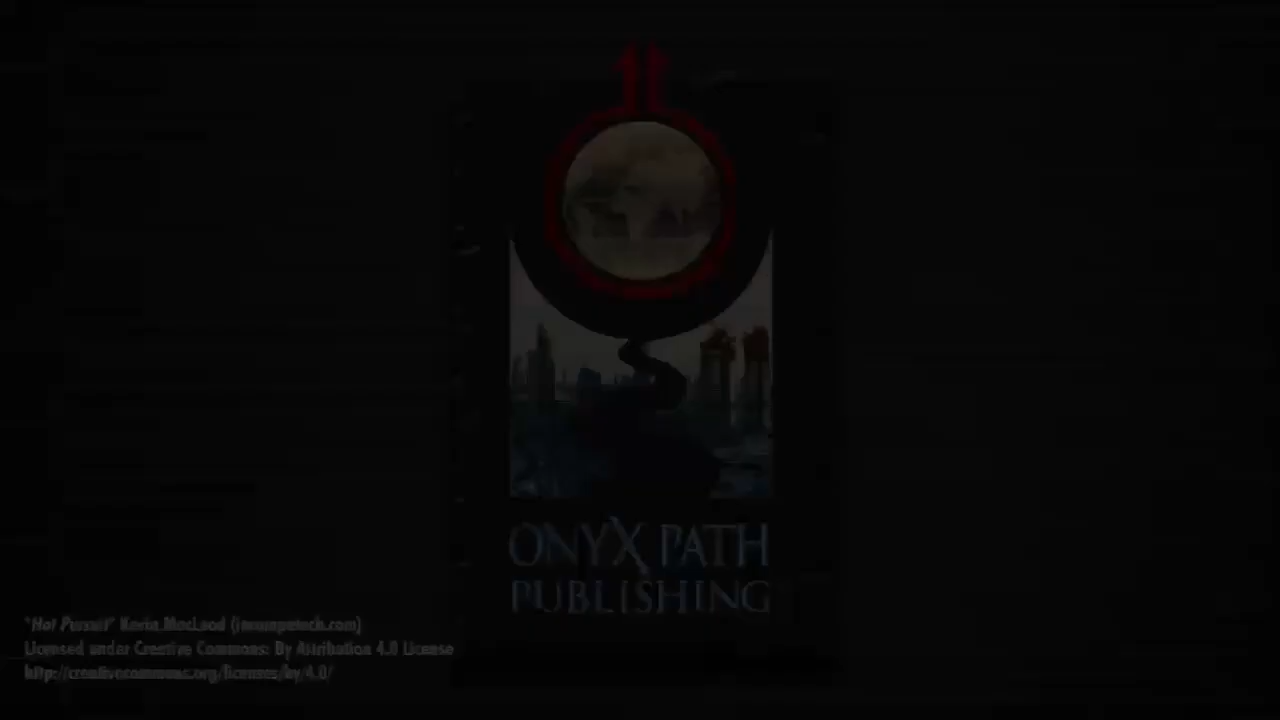 ONYX PATH
PUBLISHING
"Hot Pursuit" Kevin MacLeod (incompetech.com)
Licensed under Creative Commons: By Attribution 4.0 License
http://creativecommons.org/licenses/by/4.0/